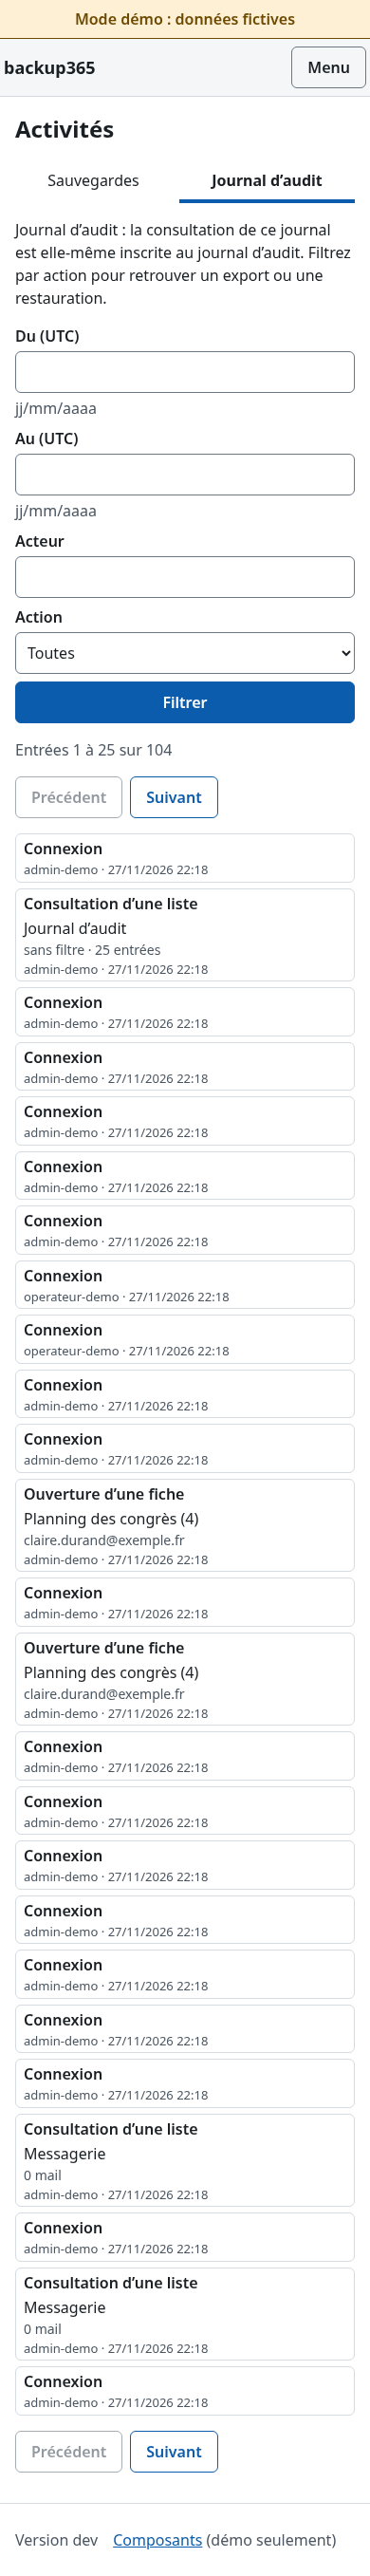 Mode démo : données fictives
backup365
Menu
Activités
Sauvegardes
Journal d’audit
Journal d’audit : la consultation de ce journal
est elle-même inscrite au journal d’audit. Filtrez
par action pour retrouver un export ou une
restauration.
Du (UTC)
jj/mm/aaaa
Au (UTC)
jj/mm/aaaa
Acteur
Action
Toutes
Filtrer
Entrées 1 à 25 sur 104
Précédent
Suivant
Connexion
admin-demo · 27/11/2026 22:18
Consultation d’une liste
Journal d’audit
sans filtre · 25 entrées
admin-demo · 27/11/2026 22:18
Connexion
admin-demo · 27/11/2026 22:18
Connexion
admin-demo · 27/11/2026 22:18
Connexion
admin-demo · 27/11/2026 22:18
Connexion
admin-demo · 27/11/2026 22:18
Connexion
admin-demo · 27/11/2026 22:18
Connexion
operateur-demo · 27/11/2026 22:18
Connexion
operateur-demo · 27/11/2026 22:18
Connexion
admin-demo · 27/11/2026 22:18
Connexion
admin-demo · 27/11/2026 22:18
Ouverture d’une fiche
Planning des congrès (4)
claire.durand@exemple.fr
admin-demo · 27/11/2026 22:18
Connexion
admin-demo · 27/11/2026 22:18
Ouverture d’une fiche
Planning des congrès (4)
claire.durand@exemple.fr
admin-demo · 27/11/2026 22:18
Connexion
admin-demo · 27/11/2026 22:18
Connexion
admin-demo · 27/11/2026 22:18
Connexion
admin-demo · 27/11/2026 22:18
Connexion
admin-demo · 27/11/2026 22:18
Connexion
admin-demo · 27/11/2026 22:18
Connexion
admin-demo · 27/11/2026 22:18
Connexion
admin-demo · 27/11/2026 22:18
Consultation d’une liste
Messagerie
0 mail
admin-demo · 27/11/2026 22:18
Connexion
admin-demo · 27/11/2026 22:18
Consultation d’une liste
Messagerie
0 mail
admin-demo · 27/11/2026 22:18
Connexion
admin-demo · 27/11/2026 22:18
Précédent
Suivant
Version dev
Composants (démo seulement)